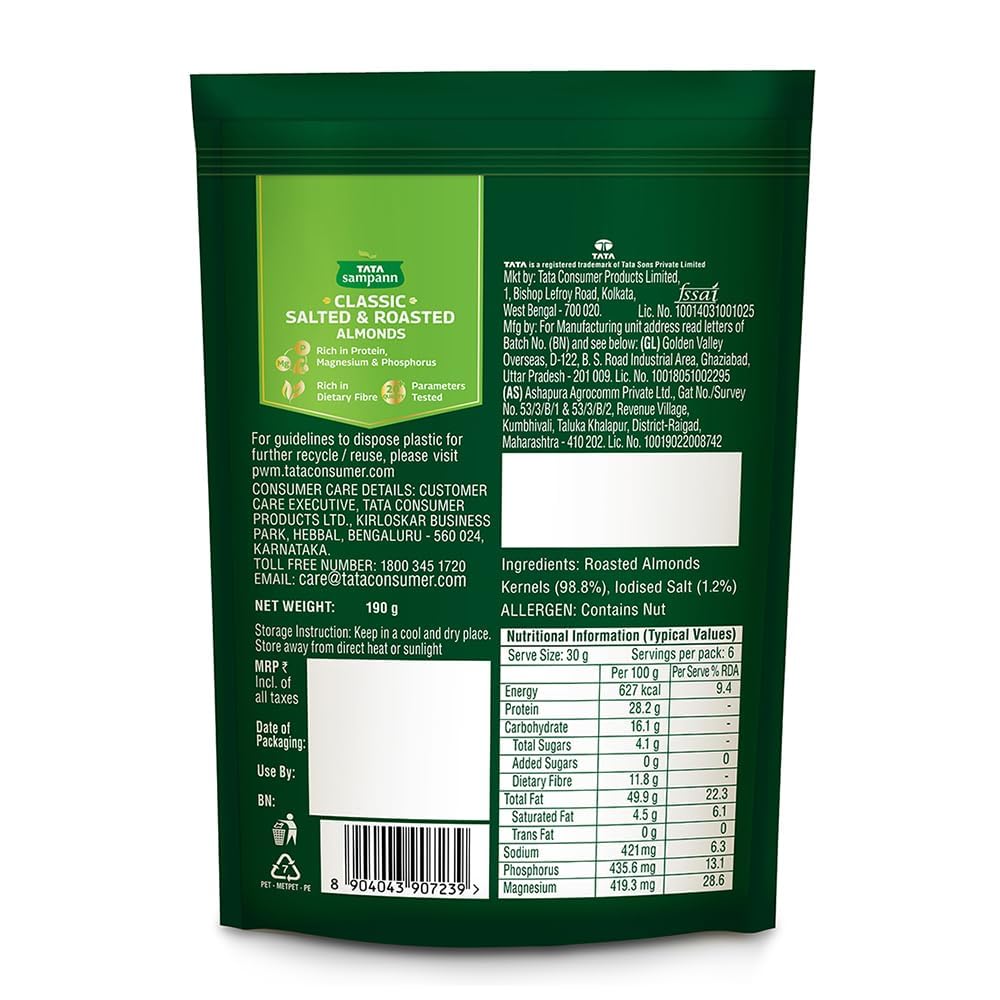 TATA
sampann
CLASSIC
SALTED & ROASTED
ALMONDS
Mg P
Rich in Protein,
Magnesium & Phosphorus
Rich in
Dietary Fibre
Parameters
Tested
For guidelines to dispose plastic for
further recycle / reuse, please visit
pwm.tataconsumer.com
CONSUMER CARE DETAILS: CUSTOMER
CARE EXECUTIVE, TATA CONSUMER
PRODUCTS LTD., KIRLOSKAR BUSINESS
PARK, HEBBAL, BENGALURU - 560 024,
KARNATAKA.
TOLL FREE NUMBER: 1800 345 1720
EMAIL: care@tataconsumer.com
NET WEIGHT: 190 g
Storage Instruction: Keep in a cool and dry place.
Store away from direct heat or sunlight
MRP ₹
Incl. of
all taxes
Date of
Packaging:
Use By:
BN:
7
PET - METPET - PE
8 904043 907239 >
TATA
TATA is a registered trademark of Tata Sons Private Limited
Mkt by: Tata Consumer Products Limited,
1, Bishop Lefroy Road, Kolkata,
West Bengal - 700 020.
fssai
Lic. No. 10014031001025
Mfg by: For Manufacturing unit address read letters of
Batch No. (BN) and see below: (GL) Golden Valley
Overseas, D-122, B. S. Road Industrial Area, Ghaziabad,
Uttar Pradesh - 201 009. Lic. No. 10018051002295
(AS) Ashapura Agrocomm Private Ltd., Gat No./Survey
No. 53/3/B/1 & 53/3/B/2, Revenue Village,
Kumbhivali, Taluka Khalapur, District-Raigad,
Maharashtra - 410 202. Lic. No. 10019022008742
Ingredients: Roasted Almonds
Kernels (98.8%), Iodised Salt (1.2%)
ALLERGEN: Contains Nut
Nutritional Information (Typical Values)
Serve Size: 30 g Servings per pack: 6
Per 100 g Per Serve % RDA
Energy 627 kcal 9.4
Protein 28.2 g -
Carbohydrate 16.1 g -
Total Sugars 4.1 g -
Added Sugars 0 g 0
Dietary Fibre 11.8 g -
Total Fat 49.9 g 22.3
Saturated Fat 4.5 g 6.1
Trans Fat 0 g 0
Sodium 421 mg 6.3
Phosphorus 435.6 mg 13.1
Magnesium 419.3 mg 28.6